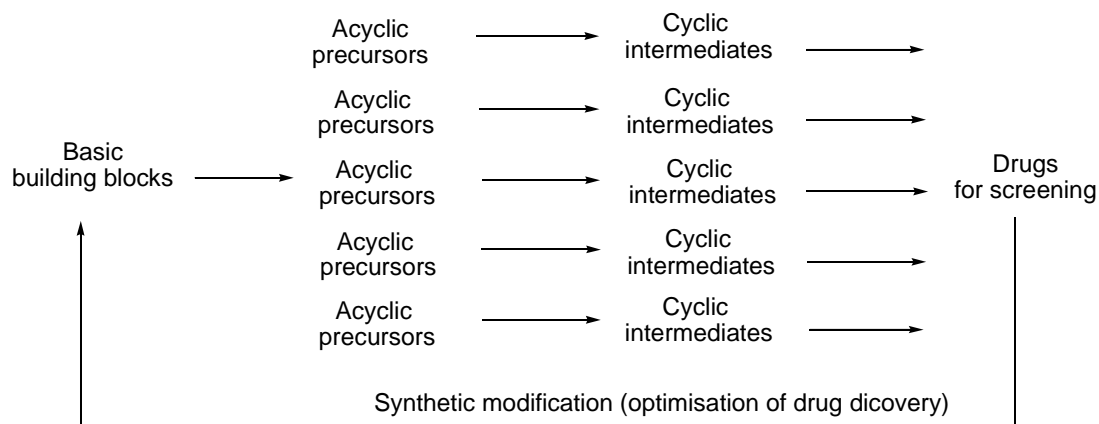 Acyclic
precursors
Cyclic
intermediates
Acyclic
precursors
Cyclic
intermediates
Basic
building blocks
Acyclic
precursors
Cyclic
intermediates
Drugs
for screening
Acyclic
precursors
Cyclic
intermediates
Acyclic
precursors
Cyclic
intermediates
Synthetic modification (optimisation of drug dicovery)